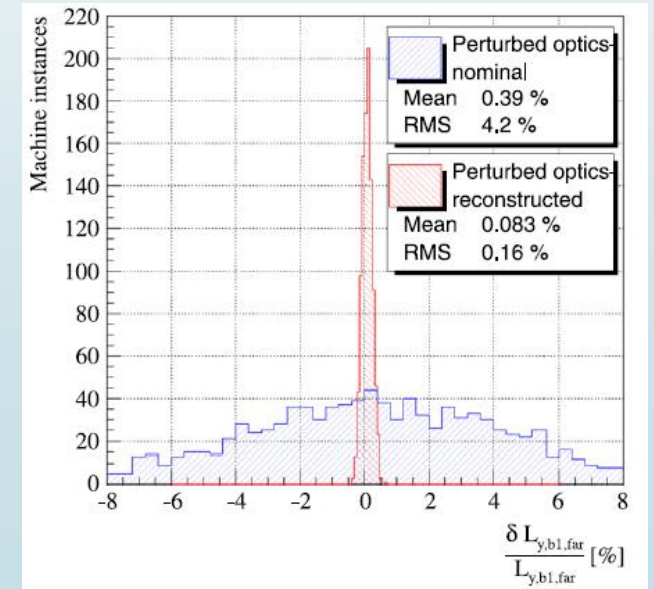 Machine instances
220
200
180
160
140
120
100
80
60
40
20
0
Perturbed optics-
nominal
Mean 0.39 %
RMS 4.2 %
Perturbed optics-
reconstructed
Mean 0.083 %
RMS 0.16 %
-8 -6 -4 -2 0 2 4 6 8
δ L_y,b1,far
L_y,b1,far [%]